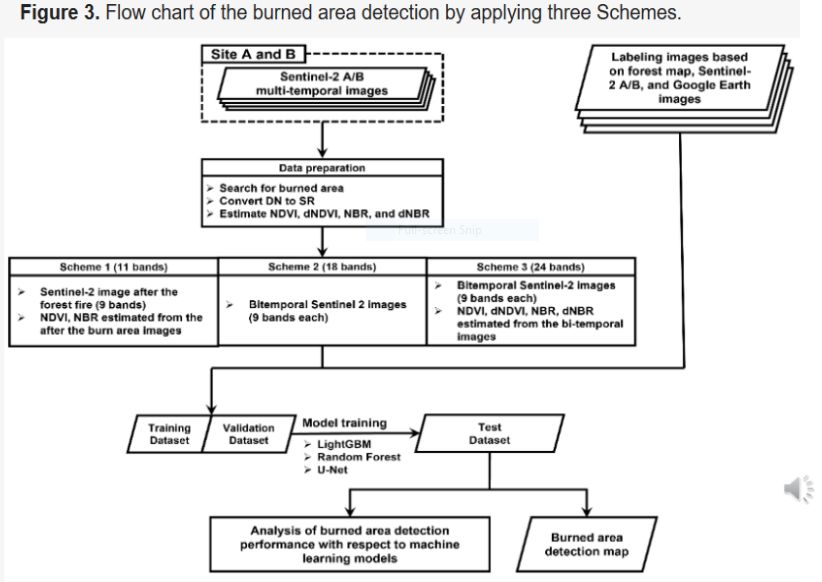 Figure 3. Flow chart of the burned area detection by applying three Schemes.
Site A and B
Sentinel-2 A/B
multi-temporal images
Labeling images based
on forest map, Sentinel-
2 A/B, and Google Earth
images
Data preparation
➢ Search for burned area
➢ Convert DN to SR
➢ Estimate NDVI, dNDVI, NBR, and dNBR
Full-screen Snip
Scheme 1 (11 bands)
➢ Sentinel-2 image after the
forest fire (9 bands)
➢ NDVI, NBR estimated from the
after the burn area images
Scheme 2 (18 bands)
➢ Bitemporal Sentinel 2 images
(9 bands each)
Scheme 3 (24 bands)
➢ Bitemporal Sentinel-2 images
(9 bands each)
➢ NDVI, dNDVI, NBR, dNBR
estimated from the bi-temporal
images
Training
Dataset
Validation
Dataset
Model training
➢ LightGBM
➢ Random Forest
➢ U-Net
Test
Dataset
Analysis of burned area detection
performance with respect to machine
learning models
Burned area
detection map